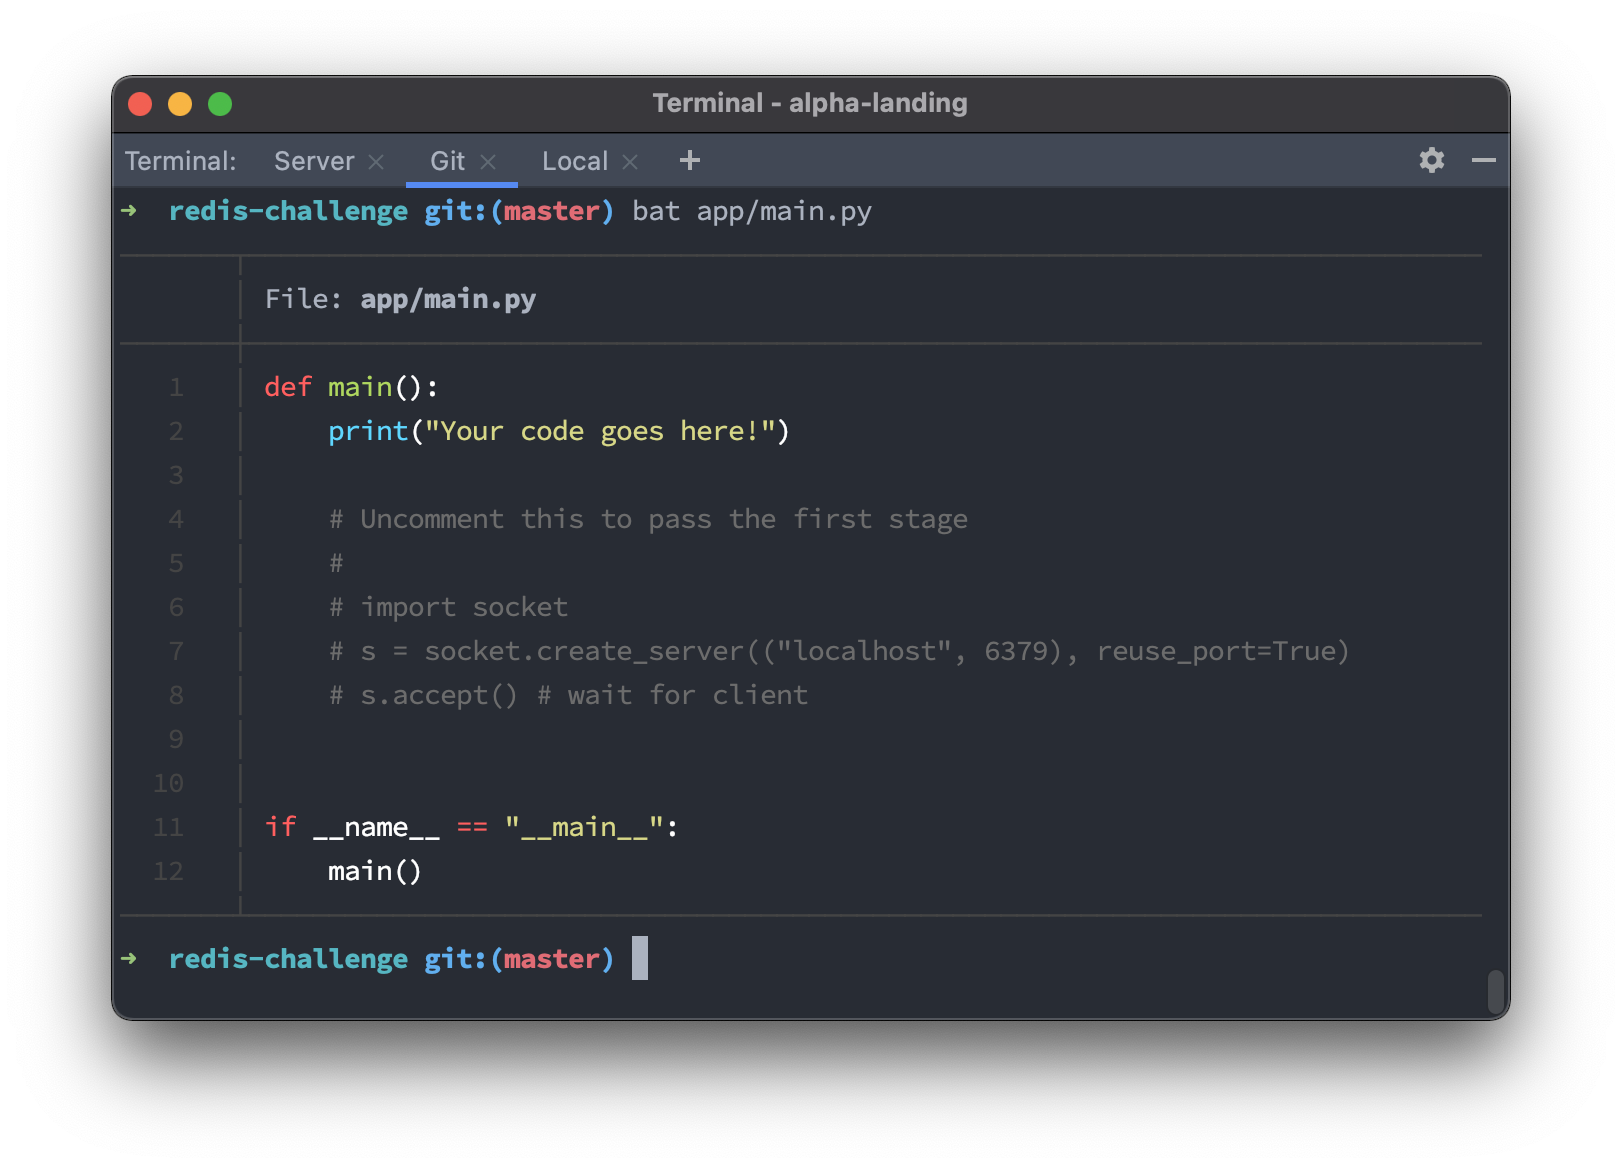 Terminal - alpha-landing
Terminal: Server × Git × Local × +
➜ redis-challenge git:(master) bat app/main.py
File: app/main.py
1 def main():
2     print("Your code goes here!")
3
4     # Uncomment this to pass the first stage
5     #
6     # import socket
7     # s = socket.create_server(("localhost", 6379), reuse_port=True)
8     # s.accept() # wait for client
9
10
11 if __name__ == "__main__":
12     main()
➜ redis-challenge git:(master)